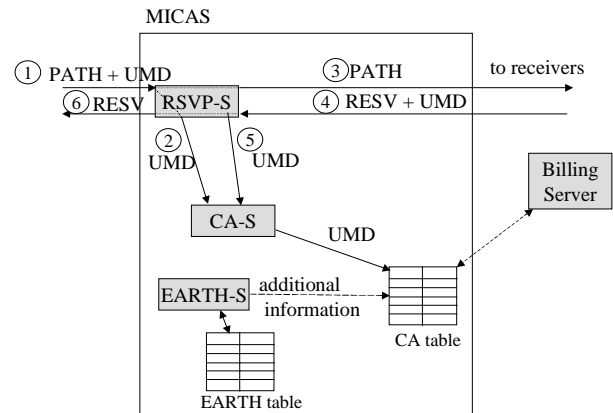 MICAS
1 PATH + UMD
3 PATH
to receivers
6 RESV
RSVP-S
4 RESV + UMD
2 UMD
5 UMD
Billing
Server
CA-S
UMD
EARTH-S
additional
information
CA table
EARTH table